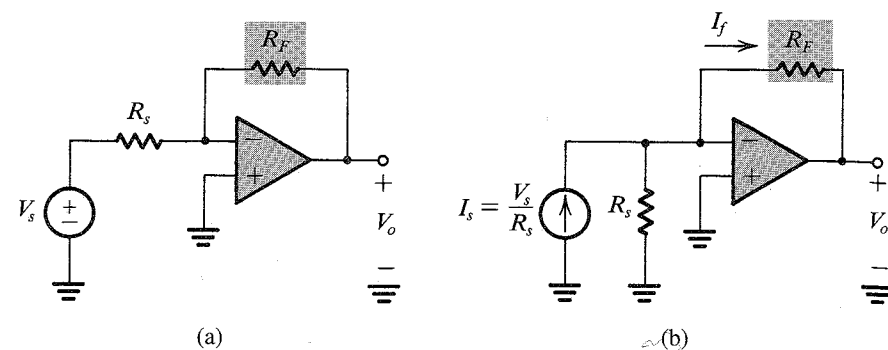 R_F
R_s
V_s
+
−
−
+
+
V_o
−
(a)
I_f
R_F
I_s = V_s / R_s
R_s
−
+
+
V_o
−
(b)